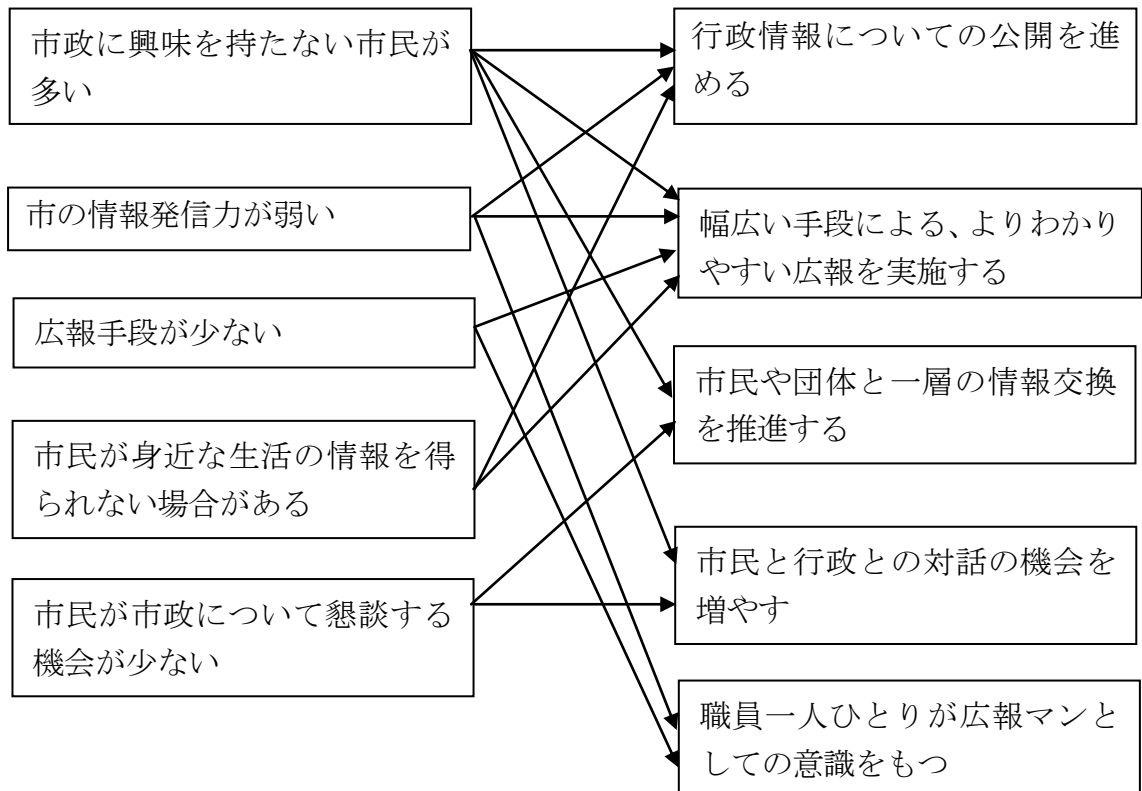 市政に興味を持たない市民が
多い
市の情報発信力が弱い
広報手段が少ない
市民が身近な生活の情報を得
られない場合がある
市民が市政について懇談する
機会が少ない
行政情報についての公開を進
める
幅広い手段による、よりわかり
やすい広報を実施する
市民や団体と一層の情報交換
を推進する
市民と行政との対話の機会を
増やす
職員一人ひとりが広報マンと
しての意識をもつ